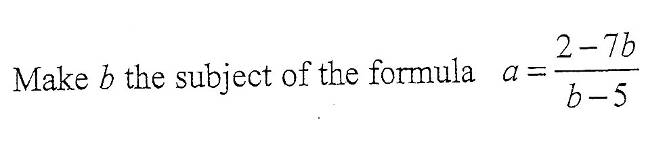 Make b the subject of the formula a = (2 - 7b)/(b - 5)